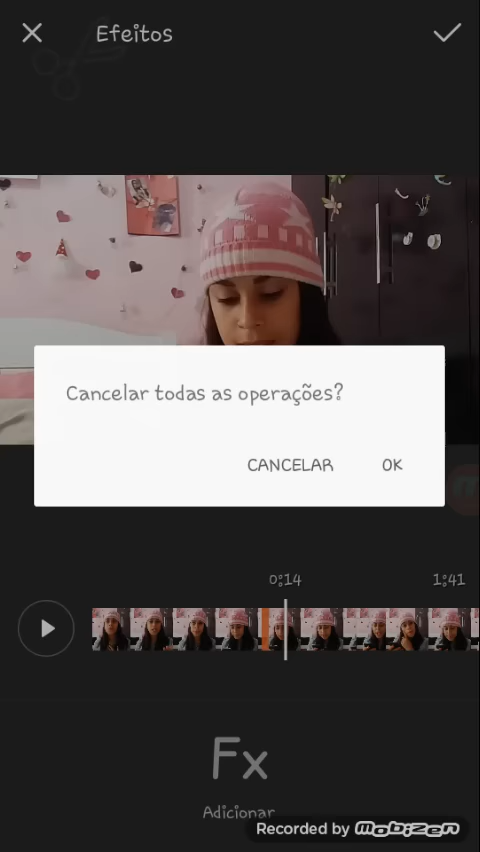 Efeitos
Cancelar todas as operações?
CANCELAR
OK
0:14
1:41
Fx
Adicionar
Recorded by mobizen